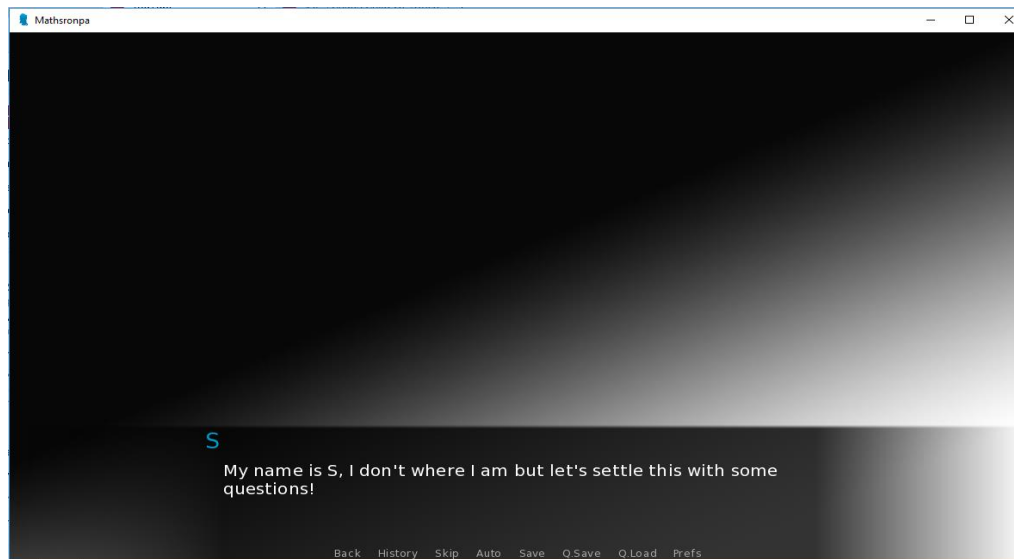 Mathsronpa
S
My name is S, I don't where I am but let's settle this with some
questions!
Back History Skip Auto Save Q.Save Q.Load Prefs